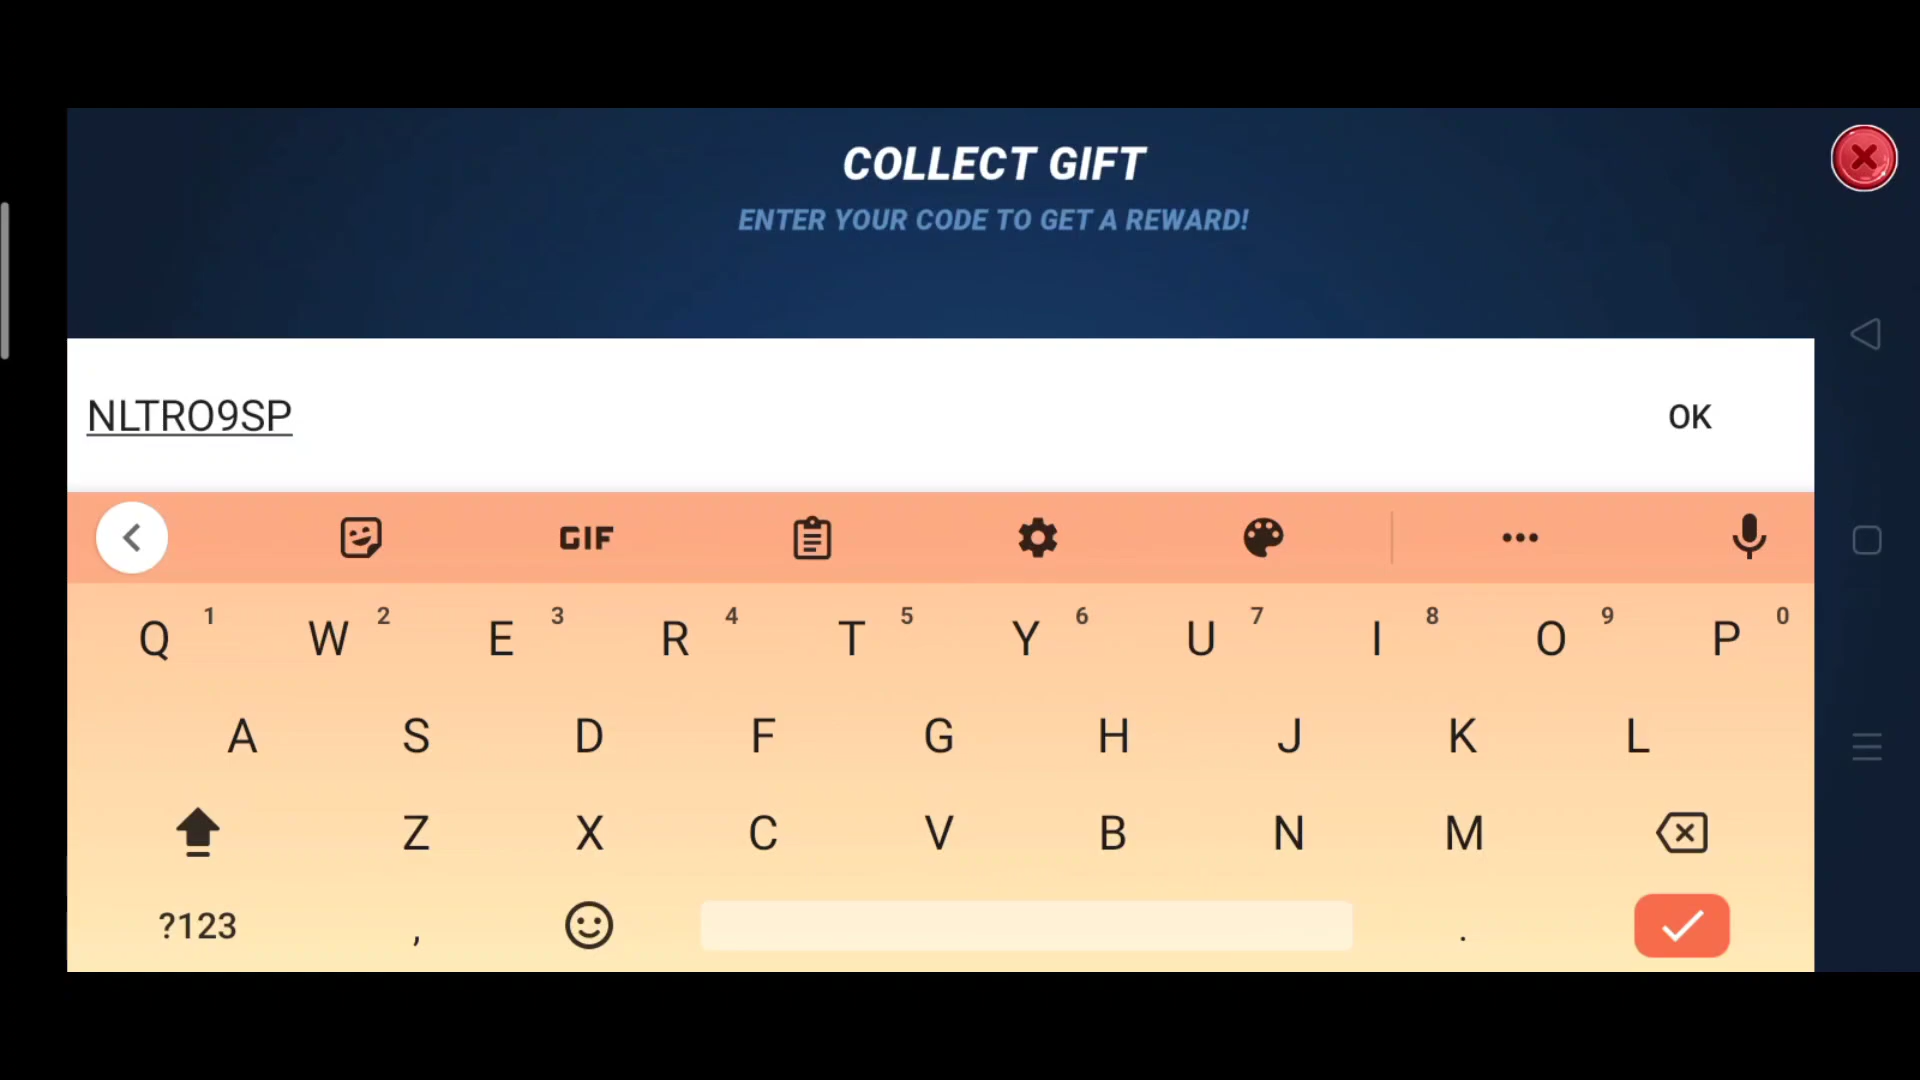 COLLECT GIFT
ENTER YOUR CODE TO GET A REWARD!
NLTRO9SP
OK
GIF
Q 1 W 2 E 3 R 4 T 5 Y 6 U 7 I 8 O 9 P 0
A S D F G H J K L
Z X C V B N M
?123 , .